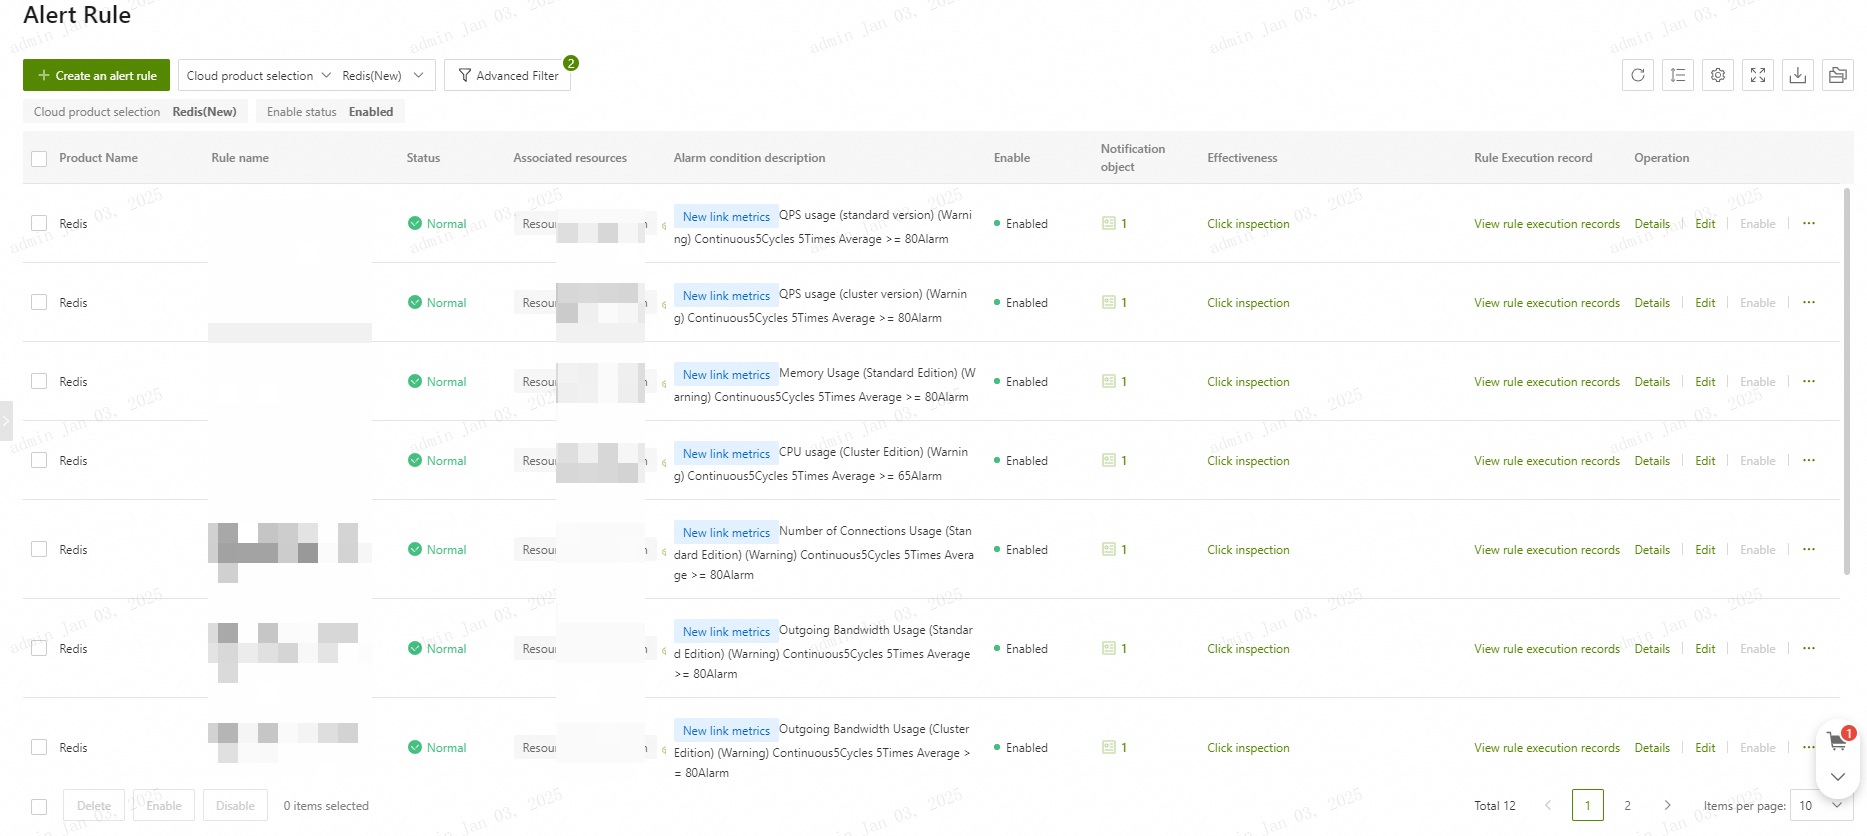 Alert Rule
Create an alert rule
Cloud product selection Redis(New)
Advanced Filter
2
Cloud product selection Redis(New)
Enable status Enabled
Product Name Rule name Status Associated resources Alarm condition description Enable Notification object Effectiveness Rule Execution record Operation
Redis Normal Resou
New link metrics QPS usage (standard version) (Warni
ng) Continuous5Cycles 5Times Average >= 80Alarm
Enabled 1 Click inspection View rule execution records Details Edit Enable ...
Redis Normal Resou
New link metrics QPS usage (cluster version) (Warnin
g) Continuous5Cycles 5Times Average >= 80Alarm
Enabled 1 Click inspection View rule execution records Details Edit Enable ...
Redis Normal Resou
New link metrics Memory Usage (Standard Edition) (W
arning) Continuous5Cycles 5Times Average >= 80Alarm
Enabled 1 Click inspection View rule execution records Details Edit Enable ...
Redis Normal Resou
New link metrics CPU usage (Cluster Edition) (Warnin
g) Continuous5Cycles 5Times Average >= 65Alarm
Enabled 1 Click inspection View rule execution records Details Edit Enable ...
Redis Normal Resou
New link metrics Number of Connections Usage (Stan
dard Edition) (Warning) Continuous5Cycles 5Times Avera
ge >= 80Alarm
Enabled 1 Click inspection View rule execution records Details Edit Enable ...
Redis Normal Resou
New link metrics Outgoing Bandwidth Usage (Standar
d Edition) (Warning) Continuous5Cycles 5Times Average
>= 80Alarm
Enabled 1 Click inspection View rule execution records Details Edit Enable ...
Redis Normal Resou
New link metrics Outgoing Bandwidth Usage (Cluster
Edition) (Warning) Continuous5Cycles 5Times Average >
= 80Alarm
Enabled 1 Click inspection View rule execution records Details Edit Enable ...
1
Delete Enable Disable 0 items selected
Total 12 1 2 Items per page: 10
admin Jan 03, 2025